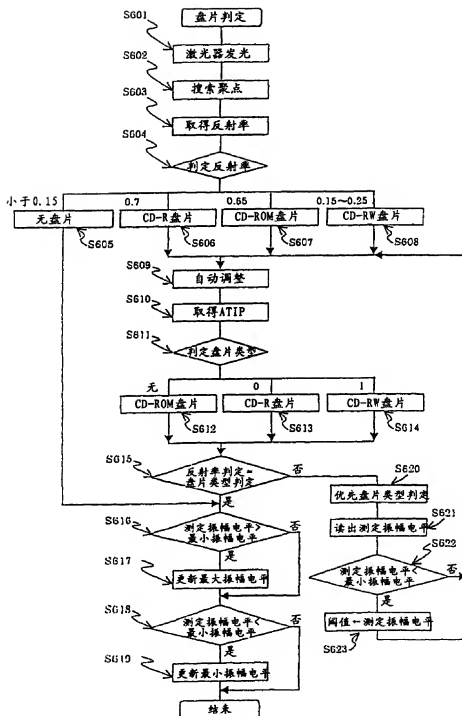 盘片判定
S601
激光器发光
S602
搜索聚点
S603
取得反射率
S604
判定反射率
小于0.15
0.7
0.65
0.15~0.25
无盘片
CD-R盘片
CD-ROM盘片
CD-RW盘片
S605
S606
S607
S608
S609
自动调整
S610
取得ATIP
S611
判定盘片类型
无
0
1
CD-ROM盘片
CD-R盘片
CD-RW盘片
S612
S613
S614
S615
反射率判定=
盘片类型判定
否
是
S620
优先盘片类型判定
S621
读出测定振幅电平
S616
测定振幅电平>
最小振幅电平
否
是
S622
测定振幅电平<
最小振幅电平
否
是
S617
更新最大振幅电平
S618
测定振幅电平<
最小振幅电平
否
是
阈值←测定振幅电平
S623
S619
更新最小振幅电平
结束